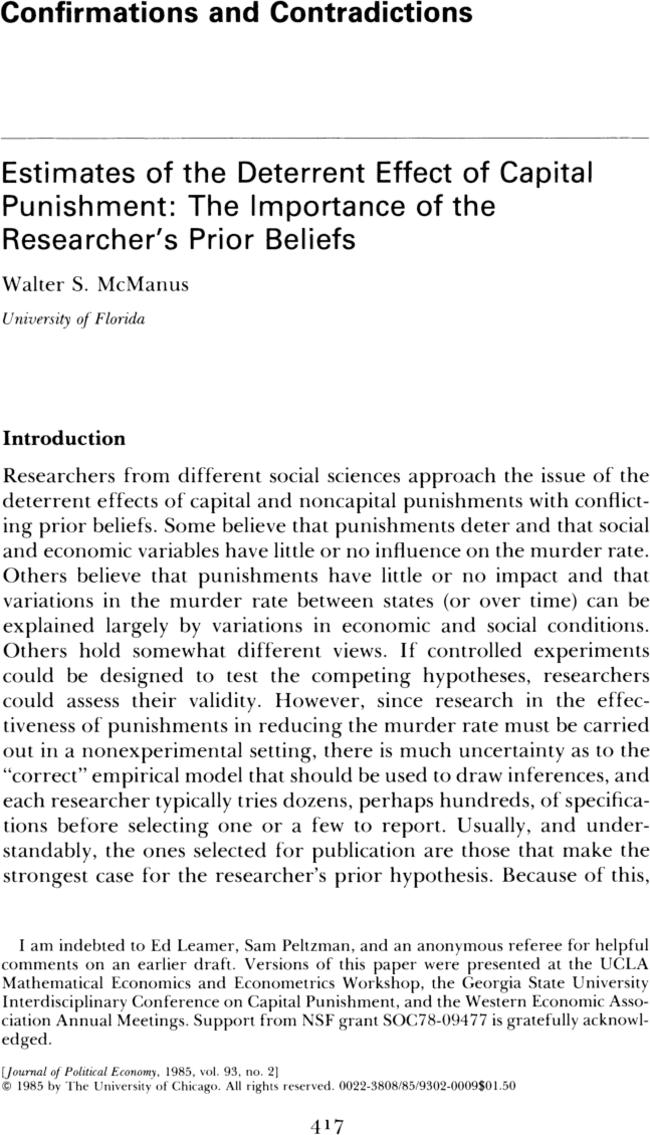 Confirmations and Contradictions
Estimates of the Deterrent Effect of Capital
Punishment: The Importance of the
Researcher's Prior Beliefs
Walter S. McManus
University of Florida
Introduction
Researchers from different social sciences approach the issue of the
deterrent effects of capital and noncapital punishments with conflict-
ing prior beliefs. Some believe that punishments deter and that social
and economic variables have little or no influence on the murder rate.
Others believe that punishments have little or no impact and that
variations in the murder rate between states (or over time) can be
explained largely by variations in economic and social conditions.
Others hold somewhat different views. If controlled experiments
could be designed to test the competing hypotheses, researchers
could assess their validity. However, since research in the effec-
tiveness of punishments in reducing the murder rate must be carried
out in a nonexperimental setting, there is much uncertainty as to the
“correct” empirical model that should be used to draw inferences, and
each researcher typically tries dozens, perhaps hundreds, of specifica-
tions before selecting one or a few to report. Usually, and under-
standably, the ones selected for publication are those that make the
strongest case for the researcher's prior hypothesis. Because of this,
I am indebted to Ed Leamer, Sam Peltzman, and an anonymous referee for helpful
comments on an earlier draft. Versions of this paper were presented at the UCLA
Mathematical Economics and Econometrics Workshop, the Georgia State University
Interdisciplinary Conference on Capital Punishment, and the Western Economic Asso-
ciation Annual Meetings. Support from NSF grant SOC78-09477 is gratefully acknowl-
edged.
[Journal of Political Economy, 1985, vol. 93, no. 2]
© 1985 by The University of Chicago. All rights reserved. 0022-3808/85/9302-0009$01.50
417